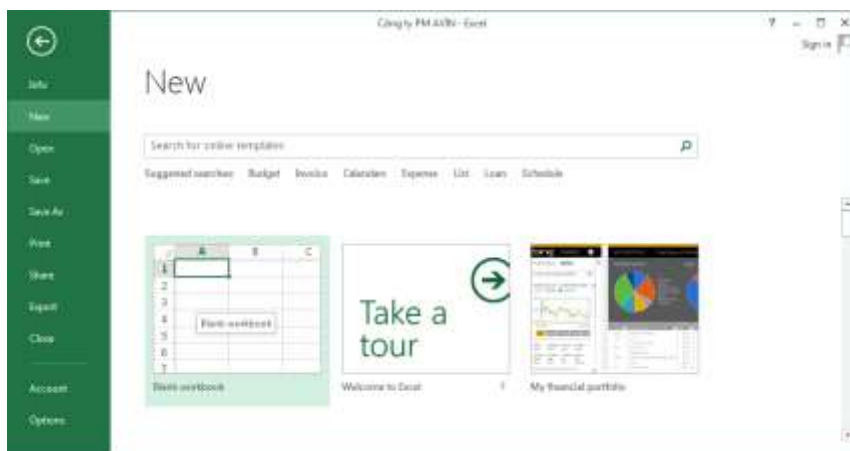 Công ty PM AVIN - Excel
?
Sign in
Info
New
Open
Save
Save As
Print
Share
Export
Close
Account
Options
New
Search for online templates
Suggested searches: Budget Invoice Calendars Expense List Loan Schedule
A B C
1
2
3
4
5
6
7
Blank workbook
Take a
tour
Blank workbook
Welcome to Excel
My financial portfolio